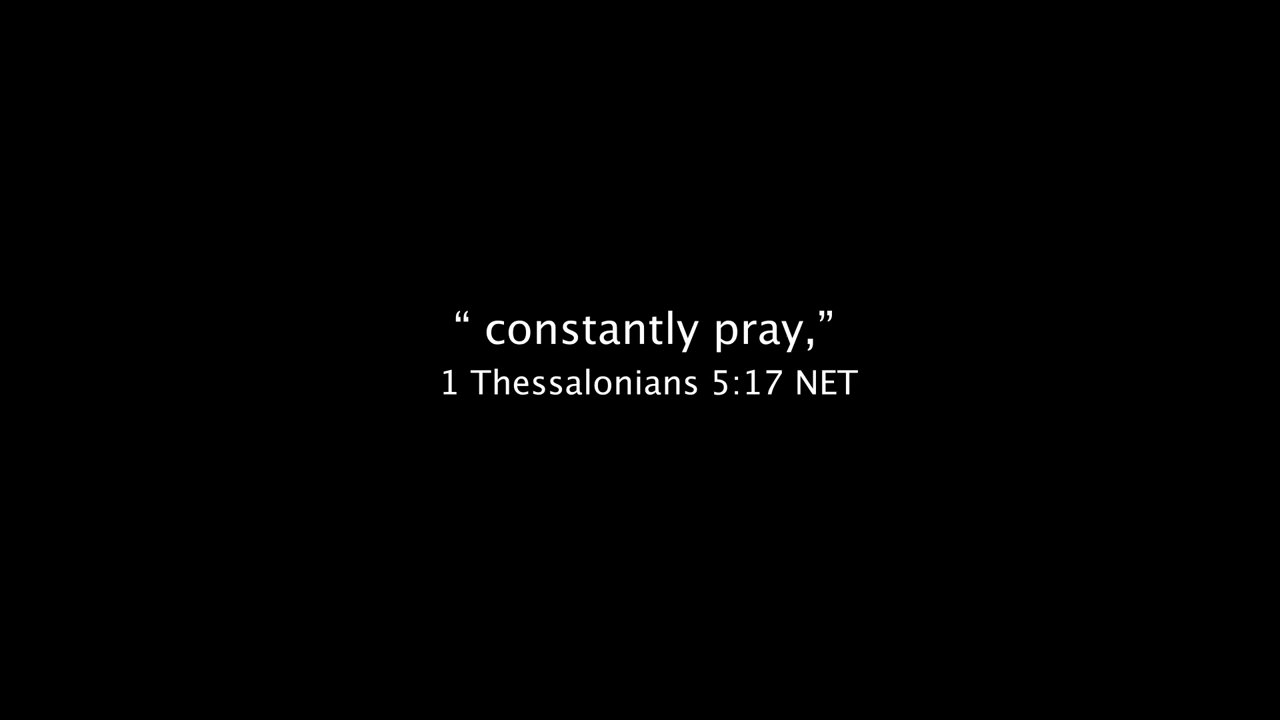 “ constantly pray,”
1 Thessalonians 5:17 NET